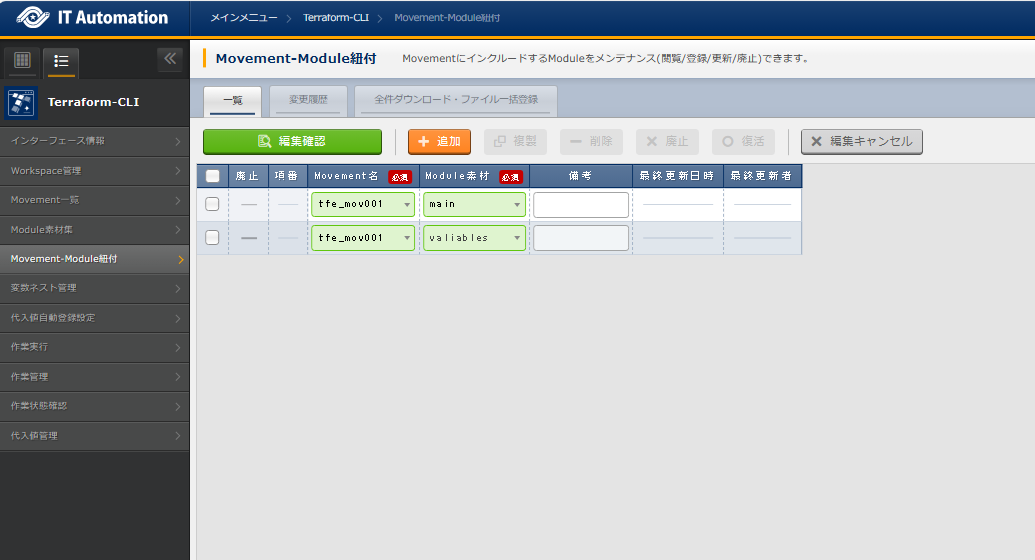 IT Automation
メインメニュー
Terraform-CLI
Movement-Module紐付
Terraform-CLI
インターフェース情報
Workspace管理
Movement一覧
Module素材集
Movement-Module紐付
変数ネスト管理
代入値自動登録設定
作業実行
作業管理
作業状態確認
代入値管理
Movement-Module紐付 MovementにインクルードするModuleをメンテナンス(閲覧/登録/更新/廃止)できます。
一覧 変更履歴 全件ダウンロード・ファイル一括登録
編集確認 追加 複製 削除 廃止 復活 編集キャンセル
廃止 項番 Movement名 必須 Module素材 必須 備考 最終更新日時 最終更新者
tfe_mov001 main
tfe_mov001 valiables